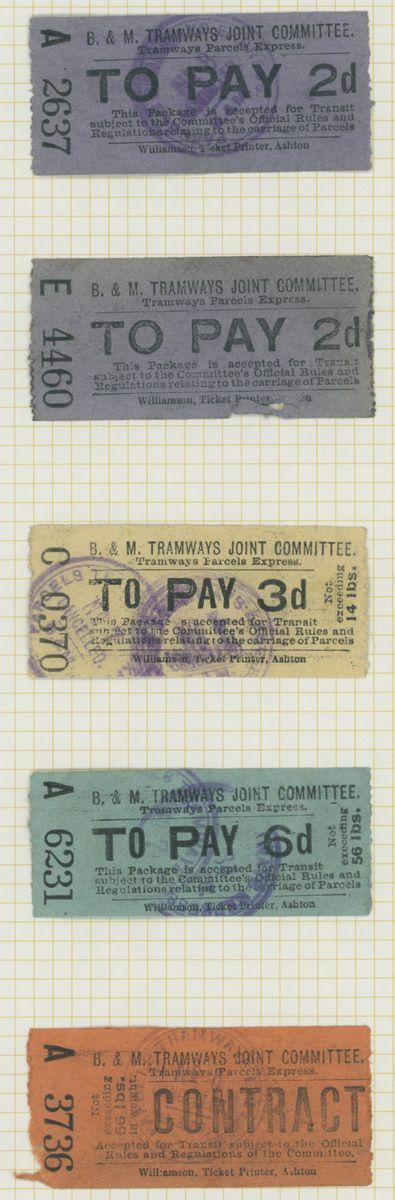 A 2637
B. & M. TRAMWAYS JOINT COMMITTEE.
Tramways Parcels Express.
TO PAY 2d
This Package is accepted for Transit
subject to the Committee's Official Rules and
Regulations relating to the carriage of Parcels
Williamson, Ticket Printer, Ashton
E 4460
B. & M. TRAMWAYS JOINT COMMITTEE.
Tramways Parcels Express.
TO PAY 2d
This Package is accepted for Transit
subject to the Committee's Official Rules and
Regulations relating to the carriage of Parcels
Williamson, Ticket Printer,
C 0370
B. & M. TRAMWAYS JOINT COMMITTEE.
Tramways Parcels Express.
TO PAY 3d
Not
exceeding
14 lbs.
This Package is accepted for Transit
subject to the Committee's Official Rules and
Regulations relating to the carriage of Parcels
Williamson, Ticket Printer, Ashton
A 6231
B. & M. TRAMWAYS JOINT COMMITTEE.
Tramways Parcels Express.
TO PAY 6d
Not
exceeding
56 lbs.
This Package is accepted for Transit
subject to the Committee's Official Rules and
Regulations relating to the carriage of Parcels
Williamson, Ticket Printer, Ashton
A 3736
B. & M. TRAMWAYS JOINT COMMITTEE.
Tramways Parcels Express.
Not
exceeding
56 lbs.
in weight.
CONTRACT
Accepted for Transit subject to the Official
Rules and Regulations of the Committee.
Williamson, Ticket Printer, Ashton